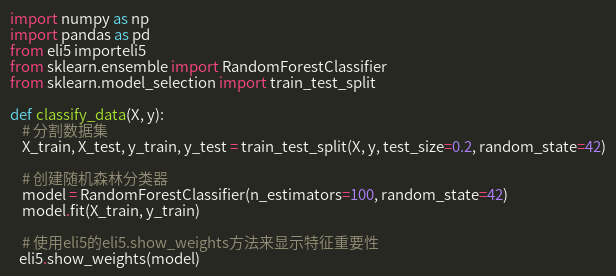 import numpy as np
import pandas as pd
from eli5 importeli5
from sklearn.ensemble import RandomForestClassifier
from sklearn.model_selection import train_test_split

def classify_data(X, y):
    # 分割数据集
    X_train, X_test, y_train, y_test = train_test_split(X, y, test_size=0.2, random_state=42)

    # 创建随机森林分类器
    model = RandomForestClassifier(n_estimators=100, random_state=42)
    model.fit(X_train, y_train)

    # 使用eli5的eli5.show_weights方法来显示特征重要性
   eli5.show_weights(model)